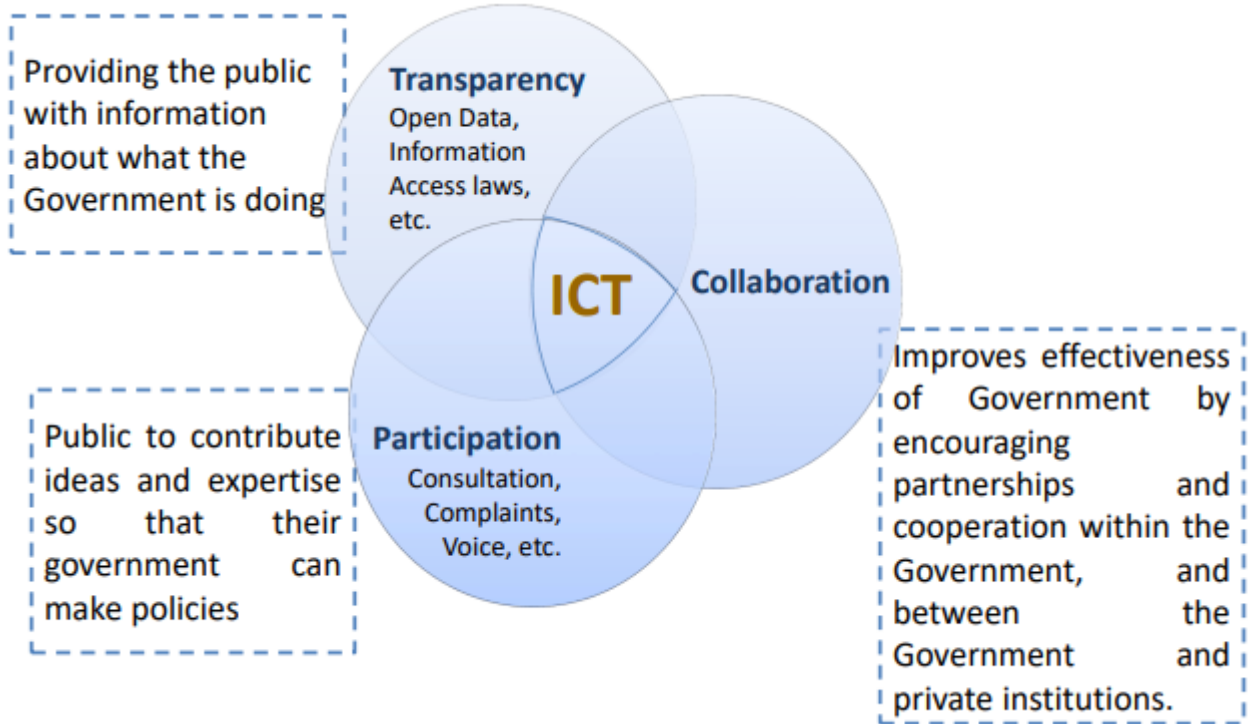 Providing the public
with information
about what the
Government is doing
Transparency
Open Data,
Information
Access laws,
etc.
ICT
Collaboration
Public to contribute
ideas and expertise
so that their
government can
make policies
Participation
Consultation,
Complaints,
Voice, etc.
Improves effectiveness
of Government by
encouraging
partnerships and
cooperation within the
Government, and
between the
Government and
private institutions.